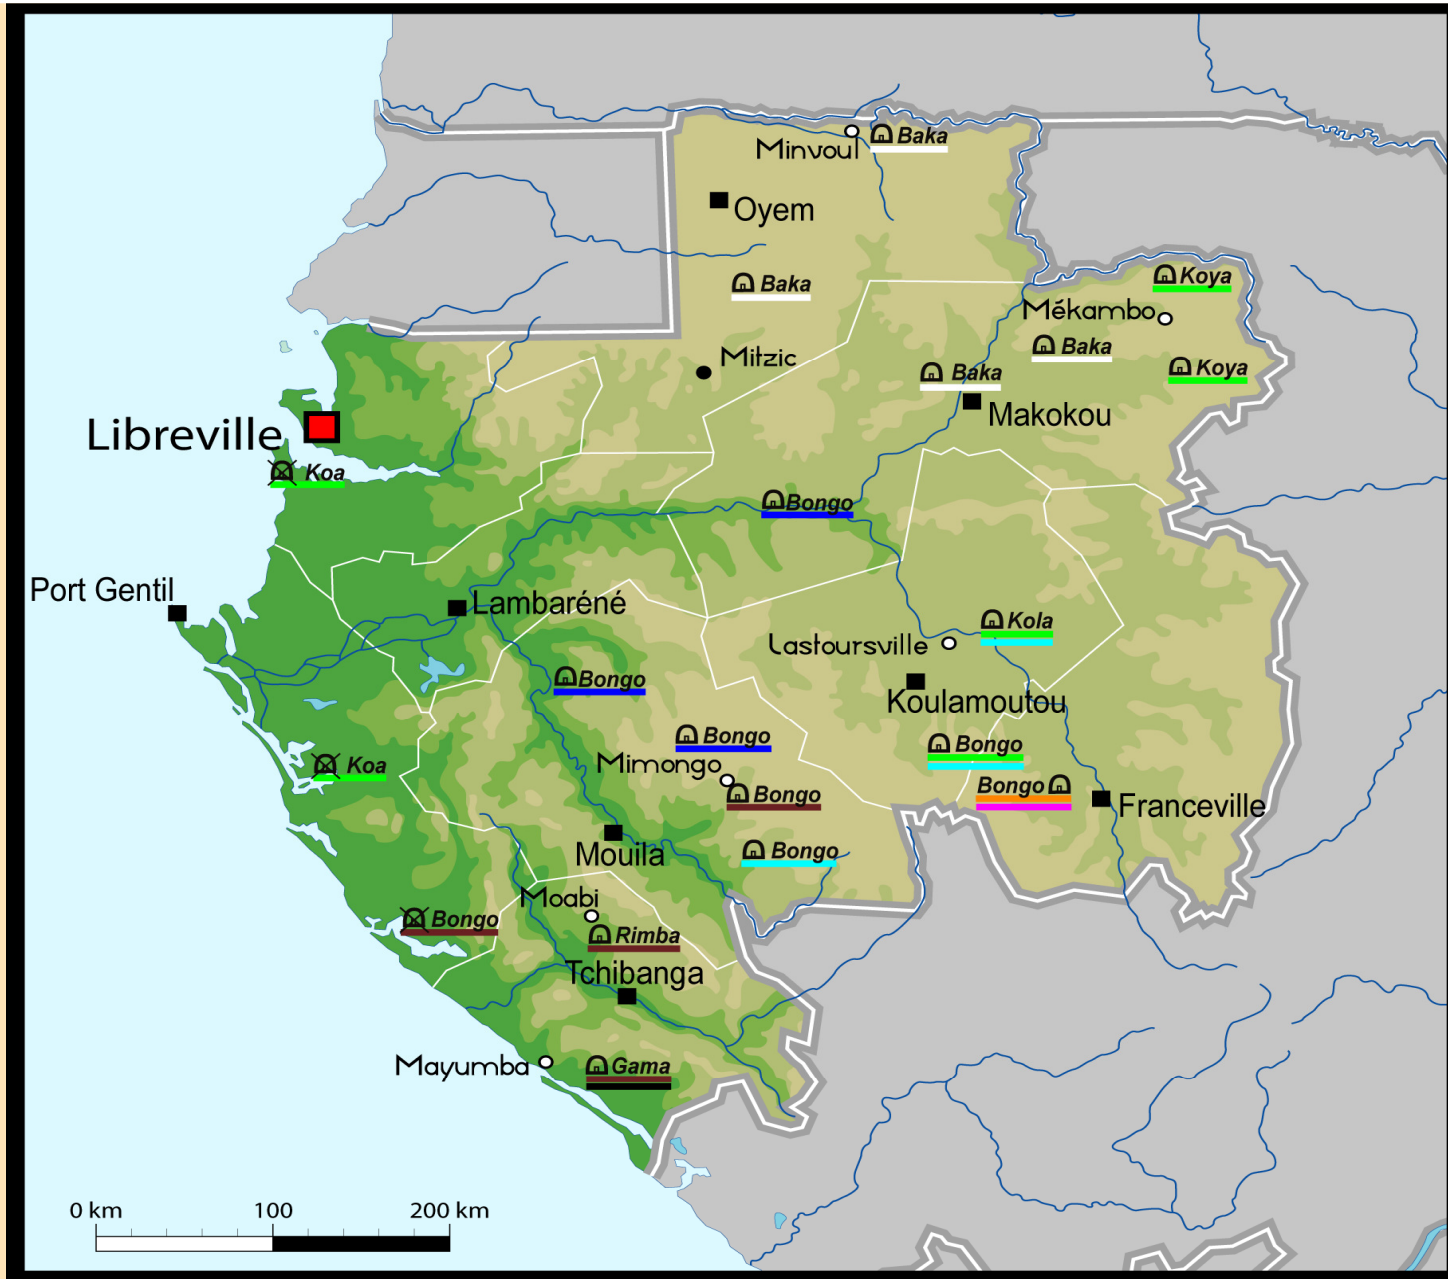 Minvoul
Baka
Oyem
Baka
Koya
Mékambo
Baka
Mitzic
Baka
Koya
Makokou
Libreville
Koa
Bongo
Port Gentil
Lambaréné
Kola
Lastoursville
Bongo
Koulamoutou
Bongo
Bongo
Koa
Mimongo
Bongo
Bongo
Franceville
Mouila
Bongo
Moabi
Bongo
Rimba
Tchibanga
Mayumba
Gama
0 km 100 200 km